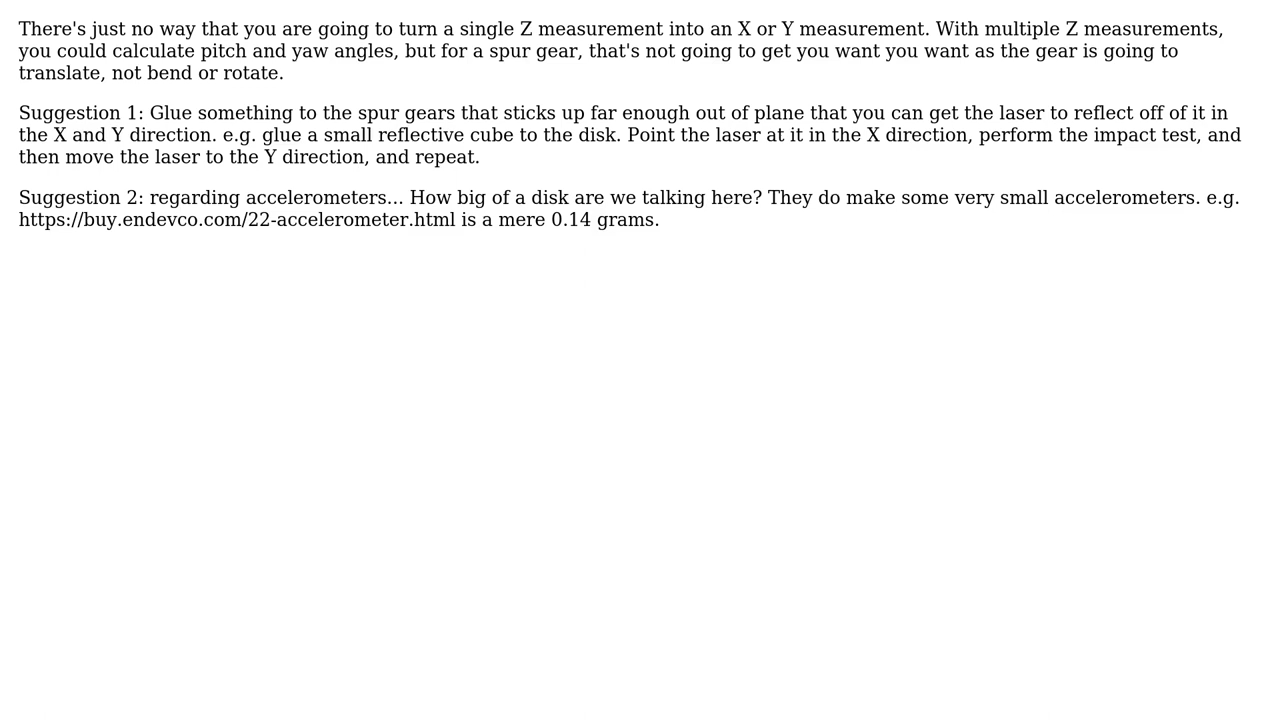 There's just no way that you are going to turn a single Z measurement into an X or Y measurement. With multiple Z measurements,
you could calculate pitch and yaw angles, but for a spur gear, that's not going to get you want you want as the gear is going to
translate, not bend or rotate.
Suggestion 1: Glue something to the spur gears that sticks up far enough out of plane that you can get the laser to reflect off of it in
the X and Y direction. e.g. glue a small reflective cube to the disk. Point the laser at it in the X direction, perform the impact test, and
then move the laser to the Y direction, and repeat.
Suggestion 2: regarding accelerometers... How big of a disk are we talking here? They do make some very small accelerometers. e.g.
https://buy.endevco.com/22-accelerometer.html is a mere 0.14 grams.